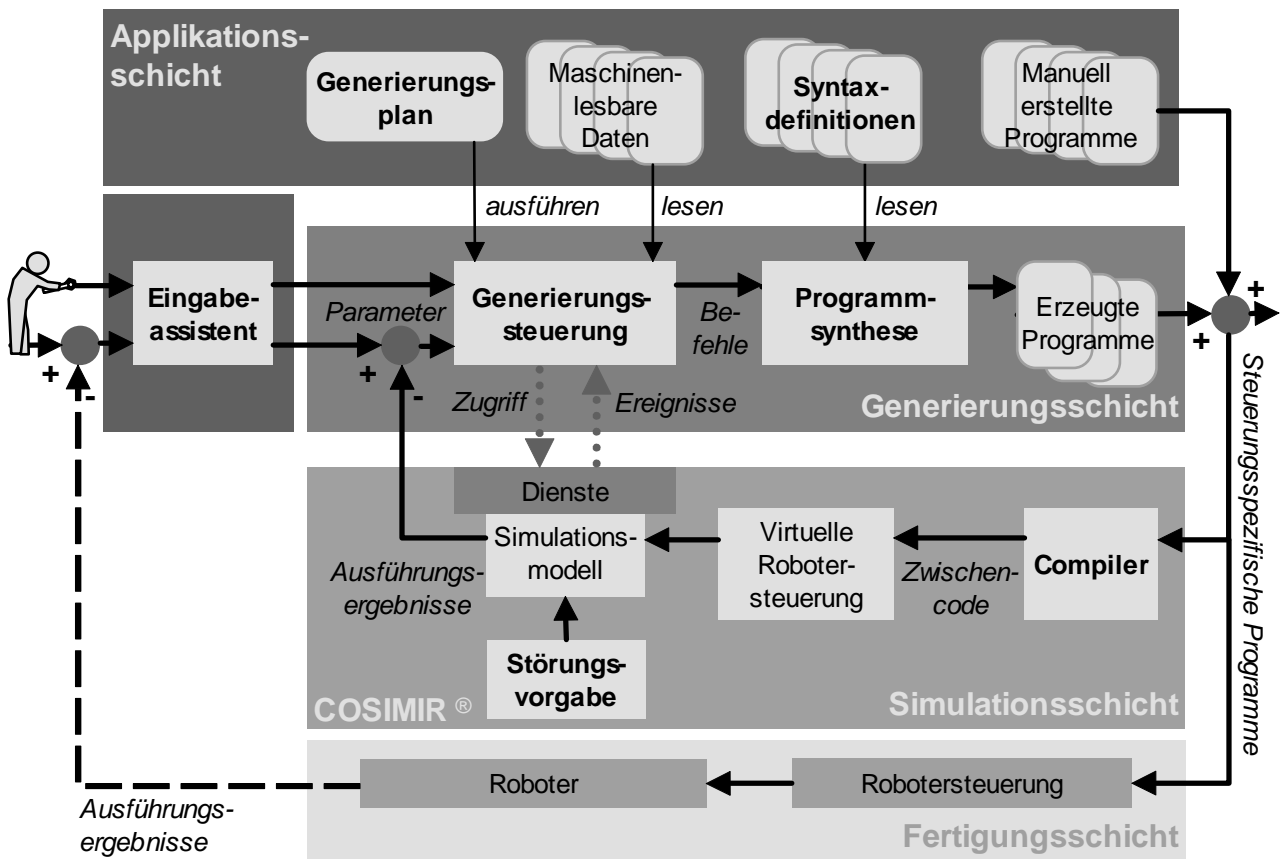 Applikations-
schicht
Generierungs-
plan
Maschinen-
lesbare
Daten
Syntax-
definitionen
Manuell
erstellte
Programme
ausführen
lesen
lesen
Eingabe-
assistent
Parameter
Generierungs-
steuerung
Be-
fehle
Programm-
synthese
Erzeugte
Programme
+
+
+
-
+
-
Zugriff
Ereignisse
Generierungsschicht
Steuerungsspezifische Programme
Dienste
Simulations-
modell
Ausführungs-
ergebnisse
Virtuelle
Roboter-
steuerung
Zwischen-
code
Compiler
Störungs-
vorgabe
COSIMIR ®
Simulationsschicht
Roboter
Robotersteuerung
Ausführungs-
ergebnisse
Fertigungsschicht